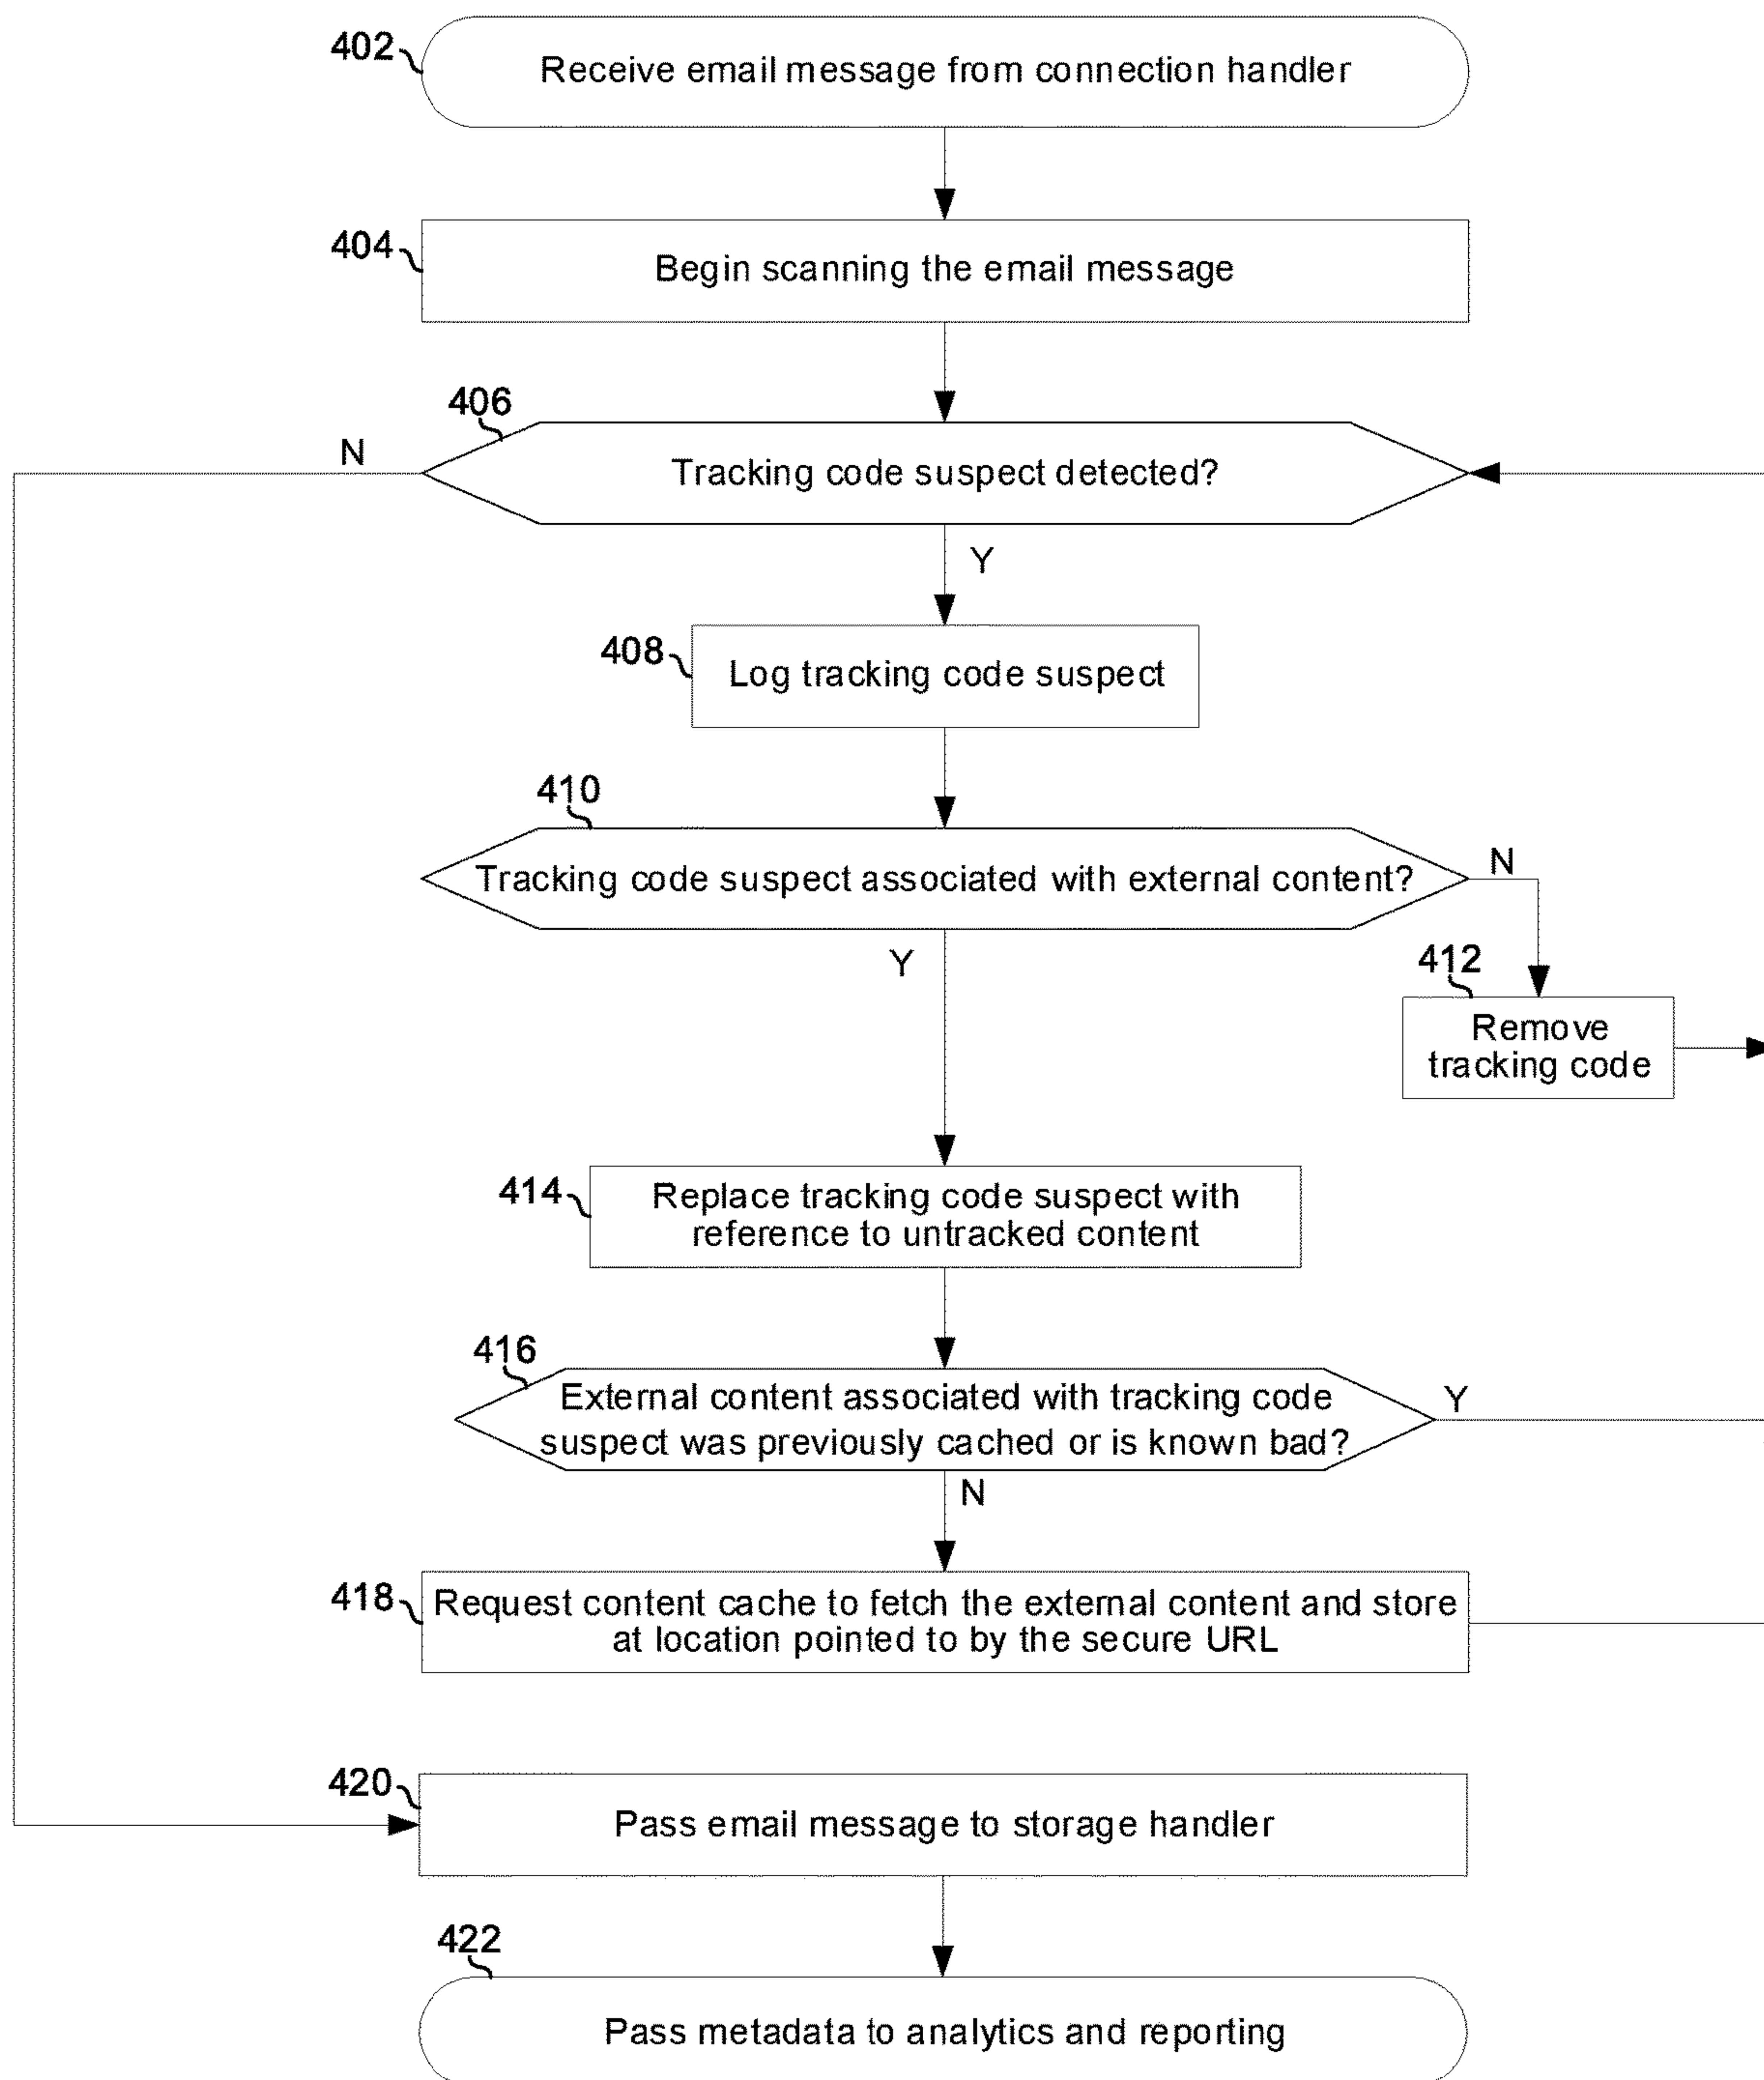 402
Receive email message from connection handler
404
Begin scanning the email message
406
N
Tracking code suspect detected?
Y
408
Log tracking code suspect
410
Tracking code suspect associated with external content?
N
Y
412
Remove
tracking code
414
Replace tracking code suspect with
reference to untracked content
416
External content associated with tracking code
suspect was previously cached or is known bad?
Y
N
418
Request content cache to fetch the external content and store
at location pointed to by the secure URL
420
Pass email message to storage handler
422
Pass metadata to analytics and reporting